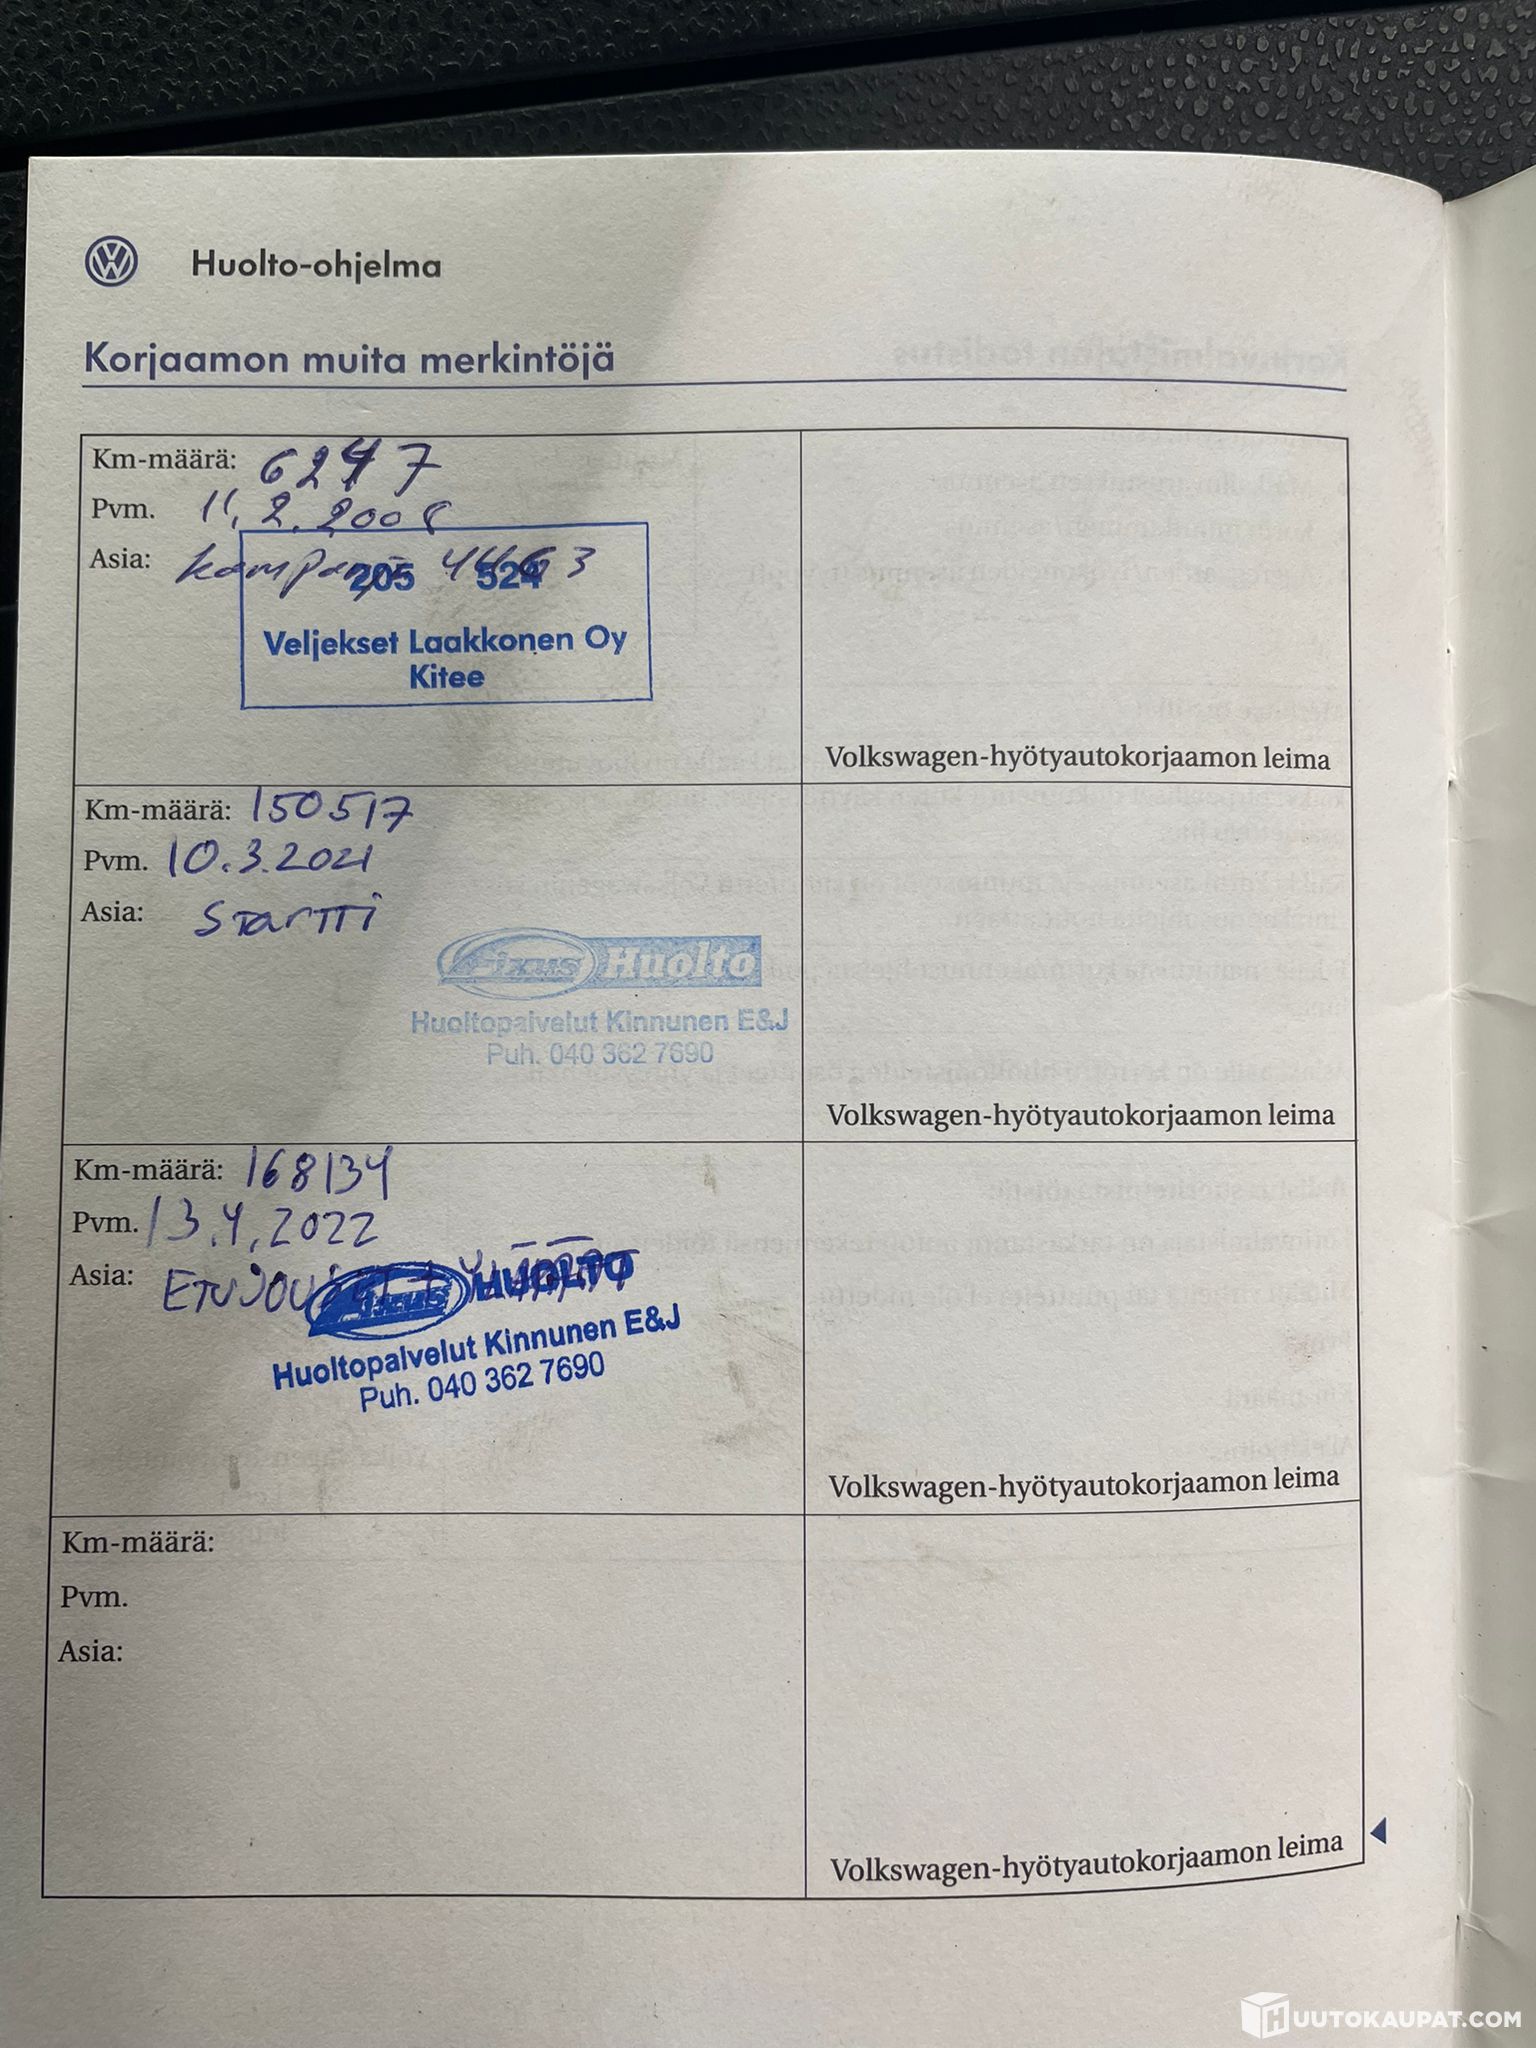 Huolto-ohjelma
Korjaamon muita merkintöjä
Km-määrä: 6247
Pvm. 11.2.2008
Asia: kampanj 44G3
205 524
Veljekset Laakkonen Oy
Kitee
Volkswagen-hyötyautokorjaamon leima
Km-määrä: 150517
Pvm. 10.3.2021
Asia: Startti
Fixus Huolto
Huoltopalvelut Kinnunen E&J
Puh. 040 362 7690
Volkswagen-hyötyautokorjaamon leima
Km-määrä: 168134
Pvm. 13.4.2022
Asia:
Fixus HUOLTO
Huoltopalvelut Kinnunen E&J
Puh. 040 362 7690
Volkswagen-hyötyautokorjaamon leima
Km-määrä:
Pvm.
Asia:
Volkswagen-hyötyautokorjaamon leima
HUUTOKAUPAT.COM